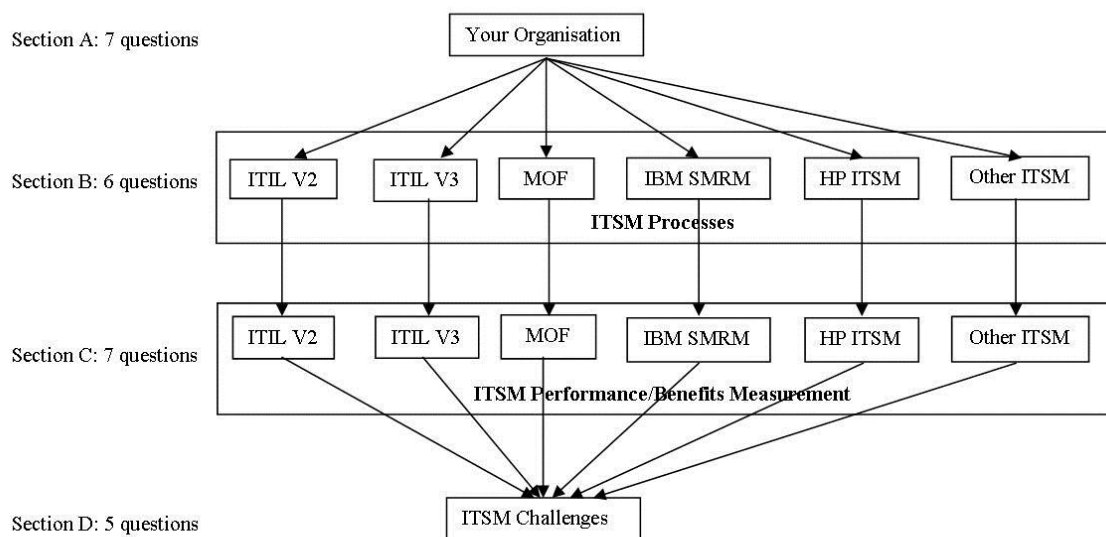 Section A: 7 questions
Your Organisation
Section B: 6 questions
ITIL V2
ITIL V3
MOF
IBM SMRM
HP ITSM
Other ITSM
ITSM Processes
Section C: 7 questions
ITIL V2
ITIL V3
MOF
IBM SMRM
HP ITSM
Other ITSM
ITSM Performance/Benefits Measurement
Section D: 5 questions
ITSM Challenges